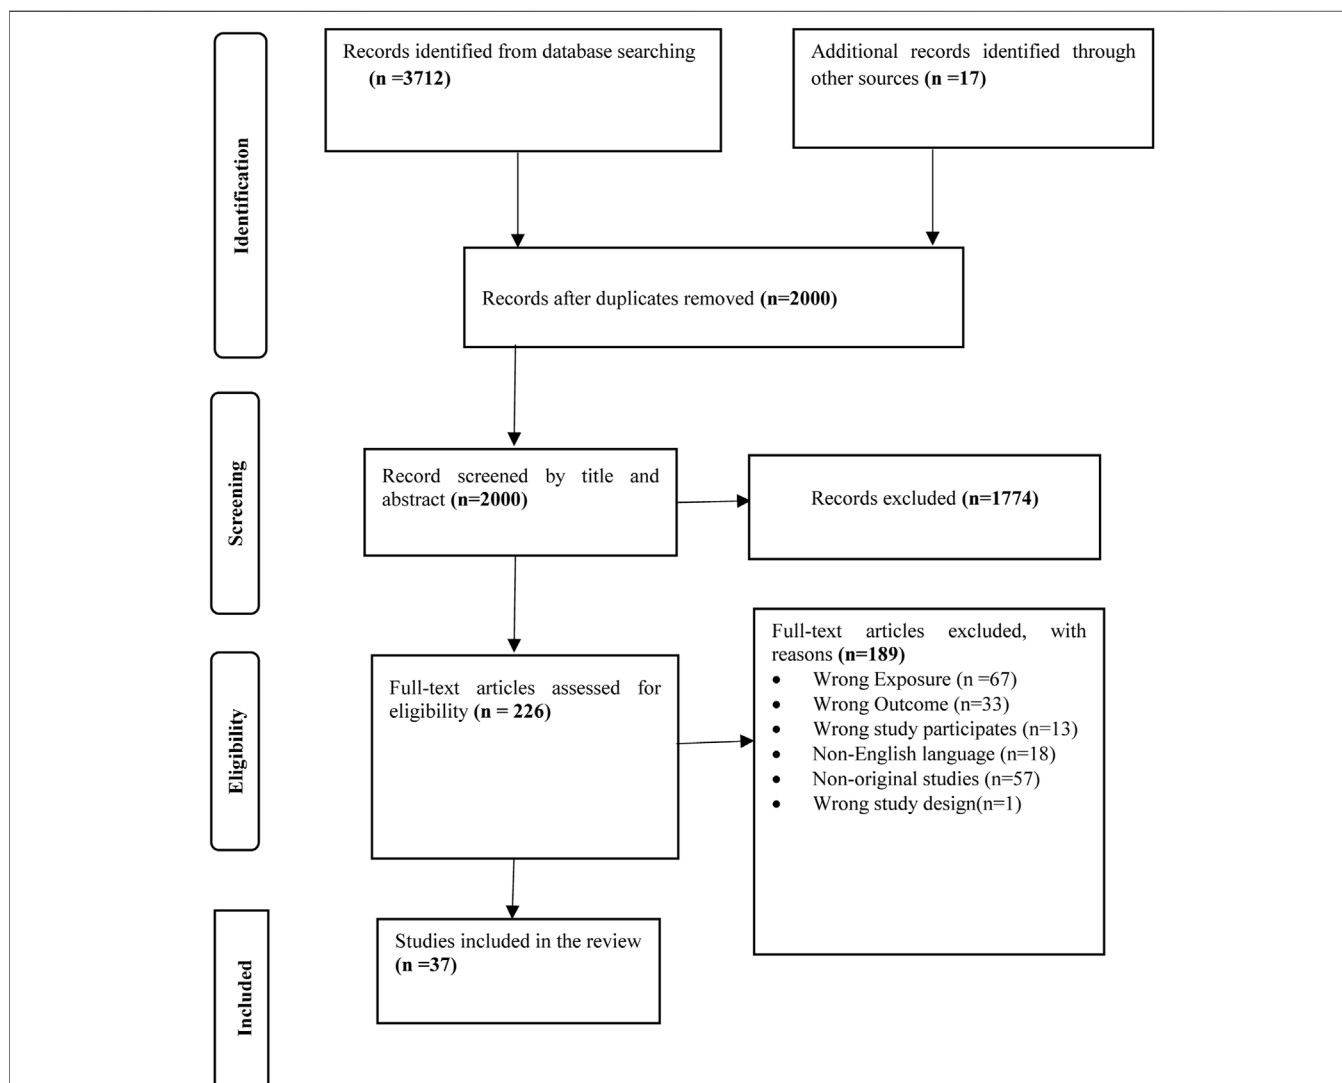 Identification
Records identified from database searching
(n =3712)
Additional records identified through
other sources (n =17)
Records after duplicates removed (n=2000)
Screening
Record screened by title and
abstract (n=2000)
Records excluded (n=1774)
Eligibility
Full-text articles assessed for
eligibility (n = 226)
Full-text articles excluded, with
reasons (n=189)
• Wrong Exposure (n =67)
• Wrong Outcome (n=33)
• Wrong study participates (n=13)
• Non-English language (n=18)
• Non-original studies (n=57)
• Wrong study design(n=1)
Included
Studies included in the review
(n =37)